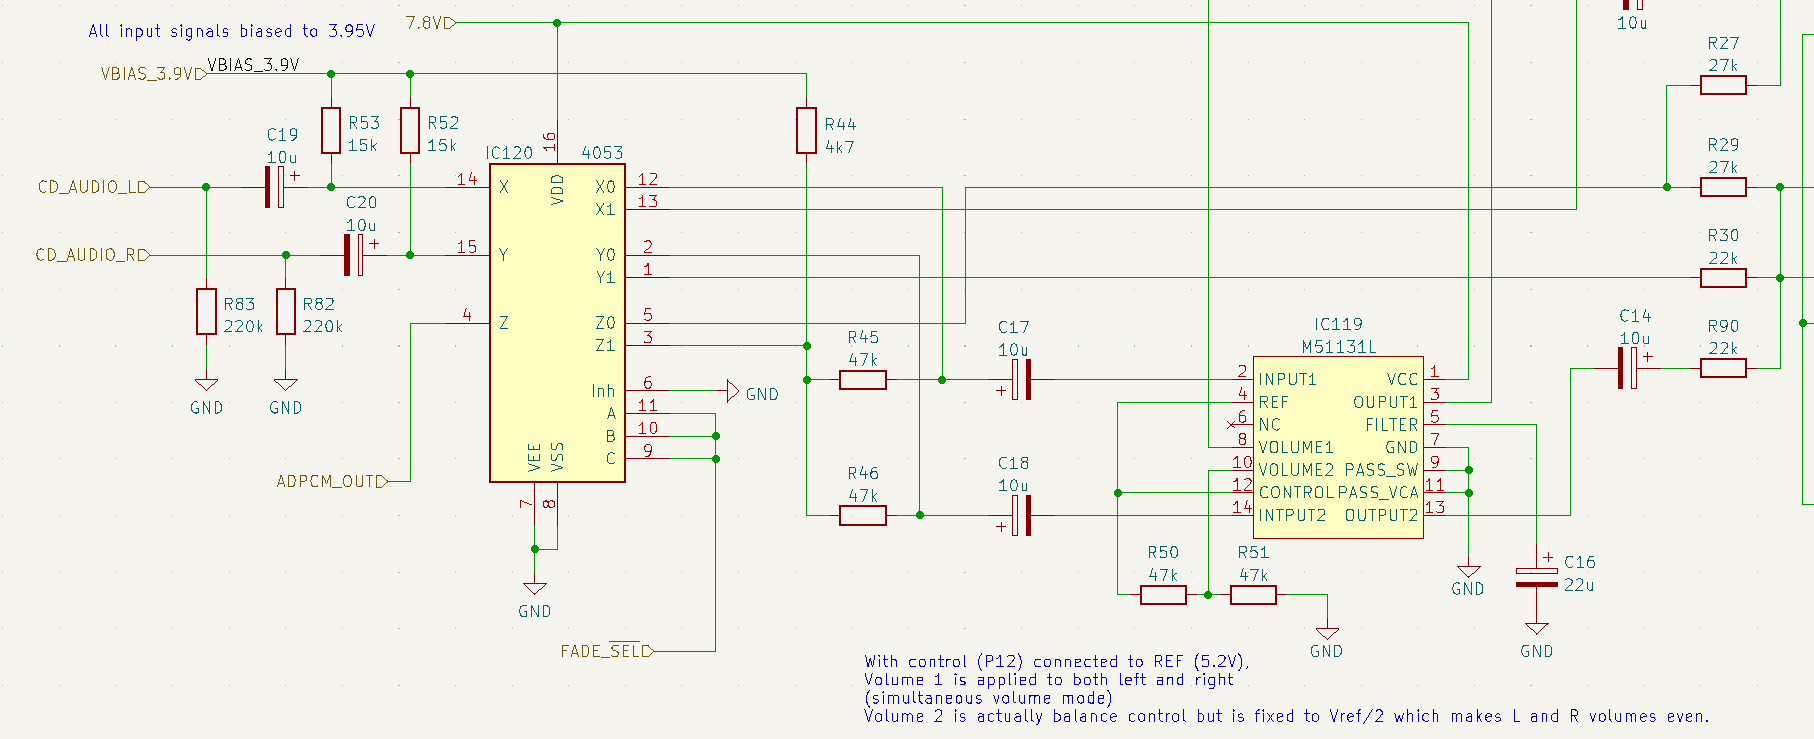 All input signals biased to 3.95V
7.8V
10u
VBIAS_3.9V
VBIAS_3.9V
R27
27k
C19
10u
R53
15k
R52
15k
R44
4k7
R29
27k
IC120
4053
16
VDD
CD_AUDIO_L
14
X
X0
12
X1
13
C20
10u
CD_AUDIO_R
15
Y
Y0
2
Y1
1
R30
22k
R83
220k
R82
220k
4
Z
Z0
5
Z1
3
R45
47k
C17
10u
IC119
M51131L
C14
10u
R90
22k
GND
GND
Inh
6
GND
A
11
B
10
C
9
VEE
VSS
7
8
2
INPUT1
VCC
1
4
REF
OUPUT1
3
6
NC
FILTER
5
8
VOLUME1
GND
7
10
VOLUME2
PASS_SW
9
12
CONTROL
PASS_VCA
11
14
INTPUT2
OUTPUT2
13
R46
47k
C18
10u
ADPCM_OUT
R50
47k
R51
47k
GND
C16
22u
GND
GND
GND
FADE_SEL
With control (P12) connected to REF (5.2V),
Volume 1 is applied to both left and right
(simultaneous volume mode)
Volume 2 is actually balance control but is fixed to Vref/2 which makes L and R volumes even.